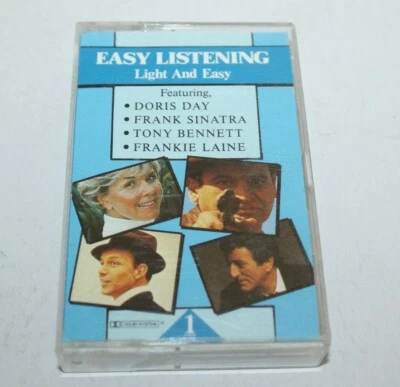 EASY LISTENING
Light And Easy
Featuring,
• DORIS DAY
• FRANK SINATRA
• TONY BENNETT
• FRANKIE LAINE
1